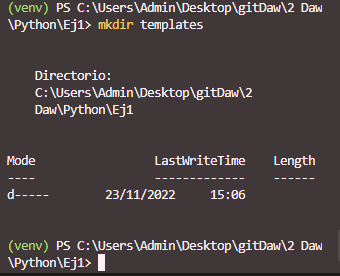 (venv) PS C:\Users\Admin\Desktop\gitDaw\2 Daw
\Python\Ej1> mkdir templates
Directorio:
C:\Users\Admin\Desktop\gitDaw\2
Daw\Python\Ej1
Mode LastWriteTime Length
---- ------------- ------
d----- 23/11/2022 15:06
(venv) PS C:\Users\Admin\Desktop\gitDaw\2 Daw
\Python\Ej1>